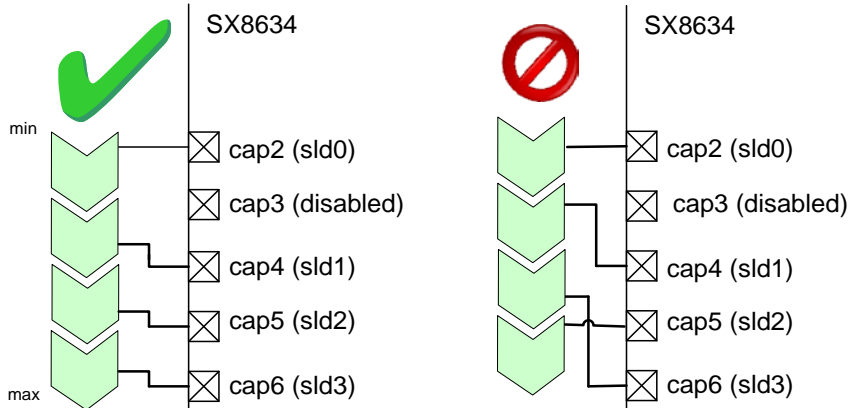 SX8634
min
cap2 (sld0)
cap3 (disabled)
cap4 (sld1)
cap5 (sld2)
cap6 (sld3)
max
SX8634
cap2 (sld0)
cap3 (disabled)
cap4 (sld1)
cap5 (sld2)
cap6 (sld3)